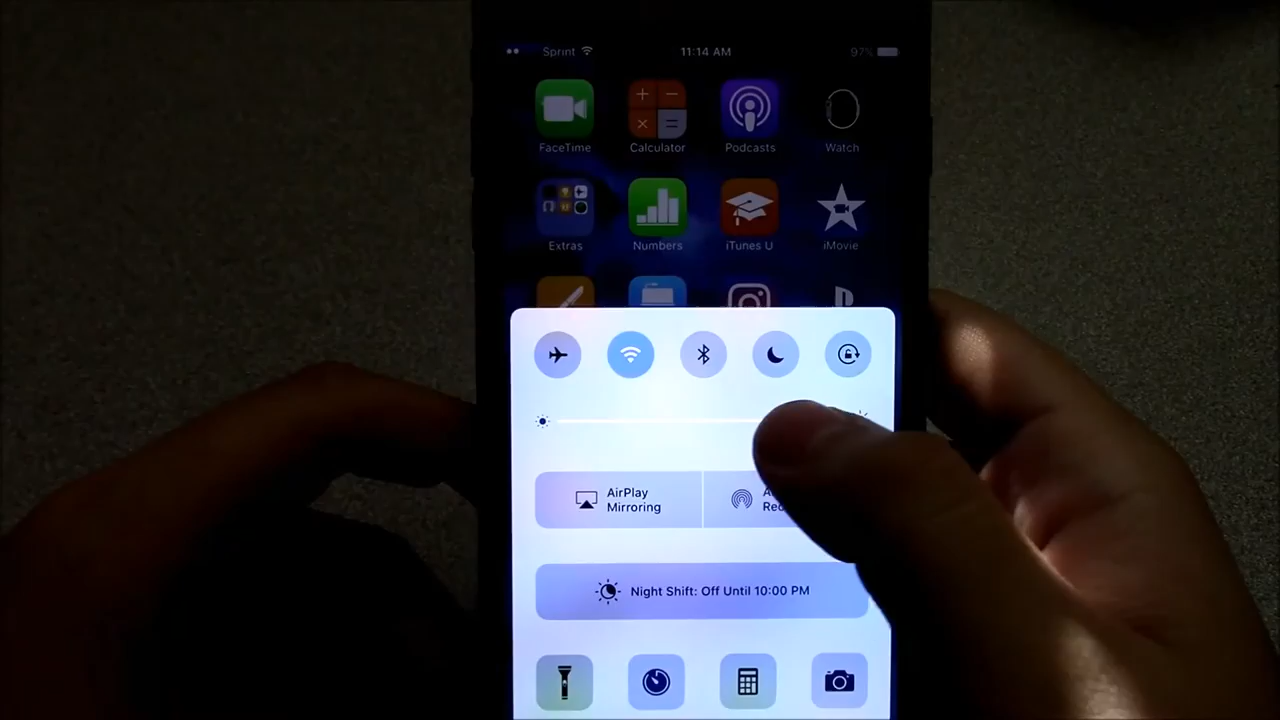 Sprint 11:14 AM 97%
FaceTime Calculator Podcasts Watch
Extras Numbers iTunes U iMovie
AirPlay
Mirroring
Night Shift: Off Until 10:00 PM